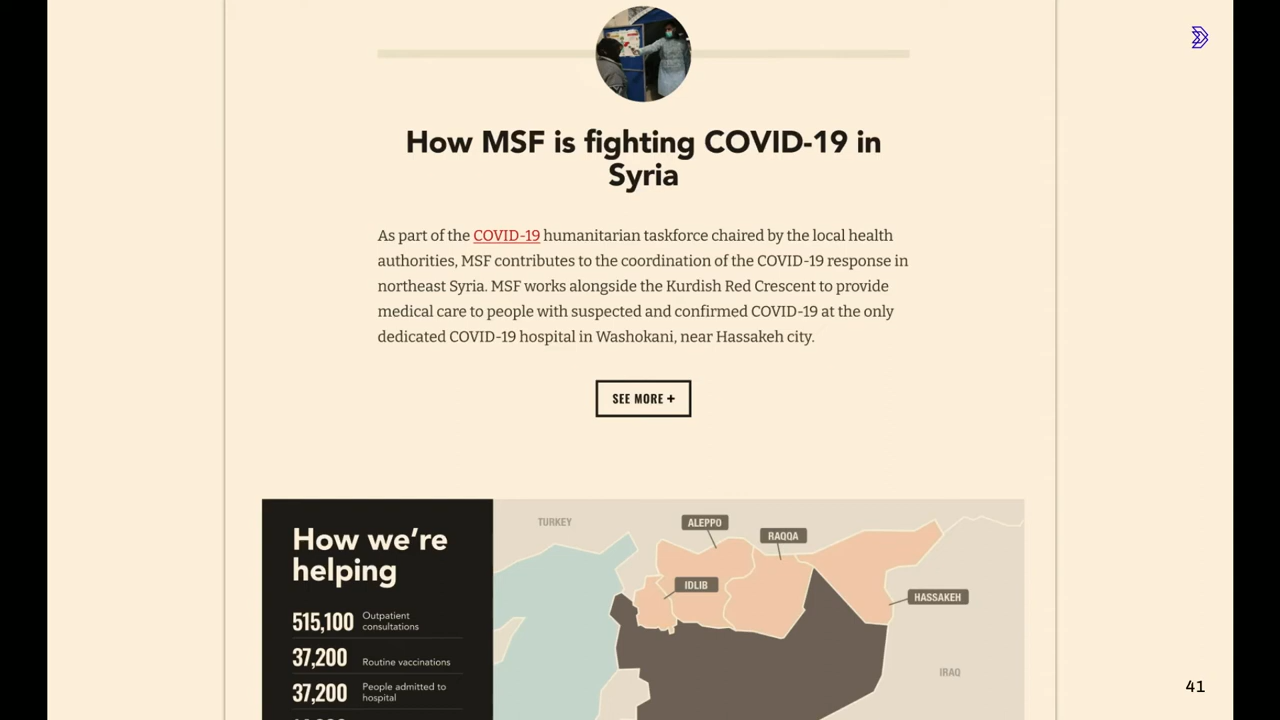 How MSF is fighting COVID-19 in
Syria
As part of the COVID-19 humanitarian taskforce chaired by the local health
authorities, MSF contributes to the coordination of the COVID-19 response in
northeast Syria. MSF works alongside the Kurdish Red Crescent to provide
medical care to people with suspected and confirmed COVID-19 at the only
dedicated COVID-19 hospital in Washokani, near Hassakeh city.
SEE MORE +
How we're
helping
515,100 Outpatient
consultations
37,200 Routine vaccinations
37,200 People admitted to
hospital
TURKEY
ALEPPO
RAQQA
IDLIB
HASSAKEH
IRAQ
41